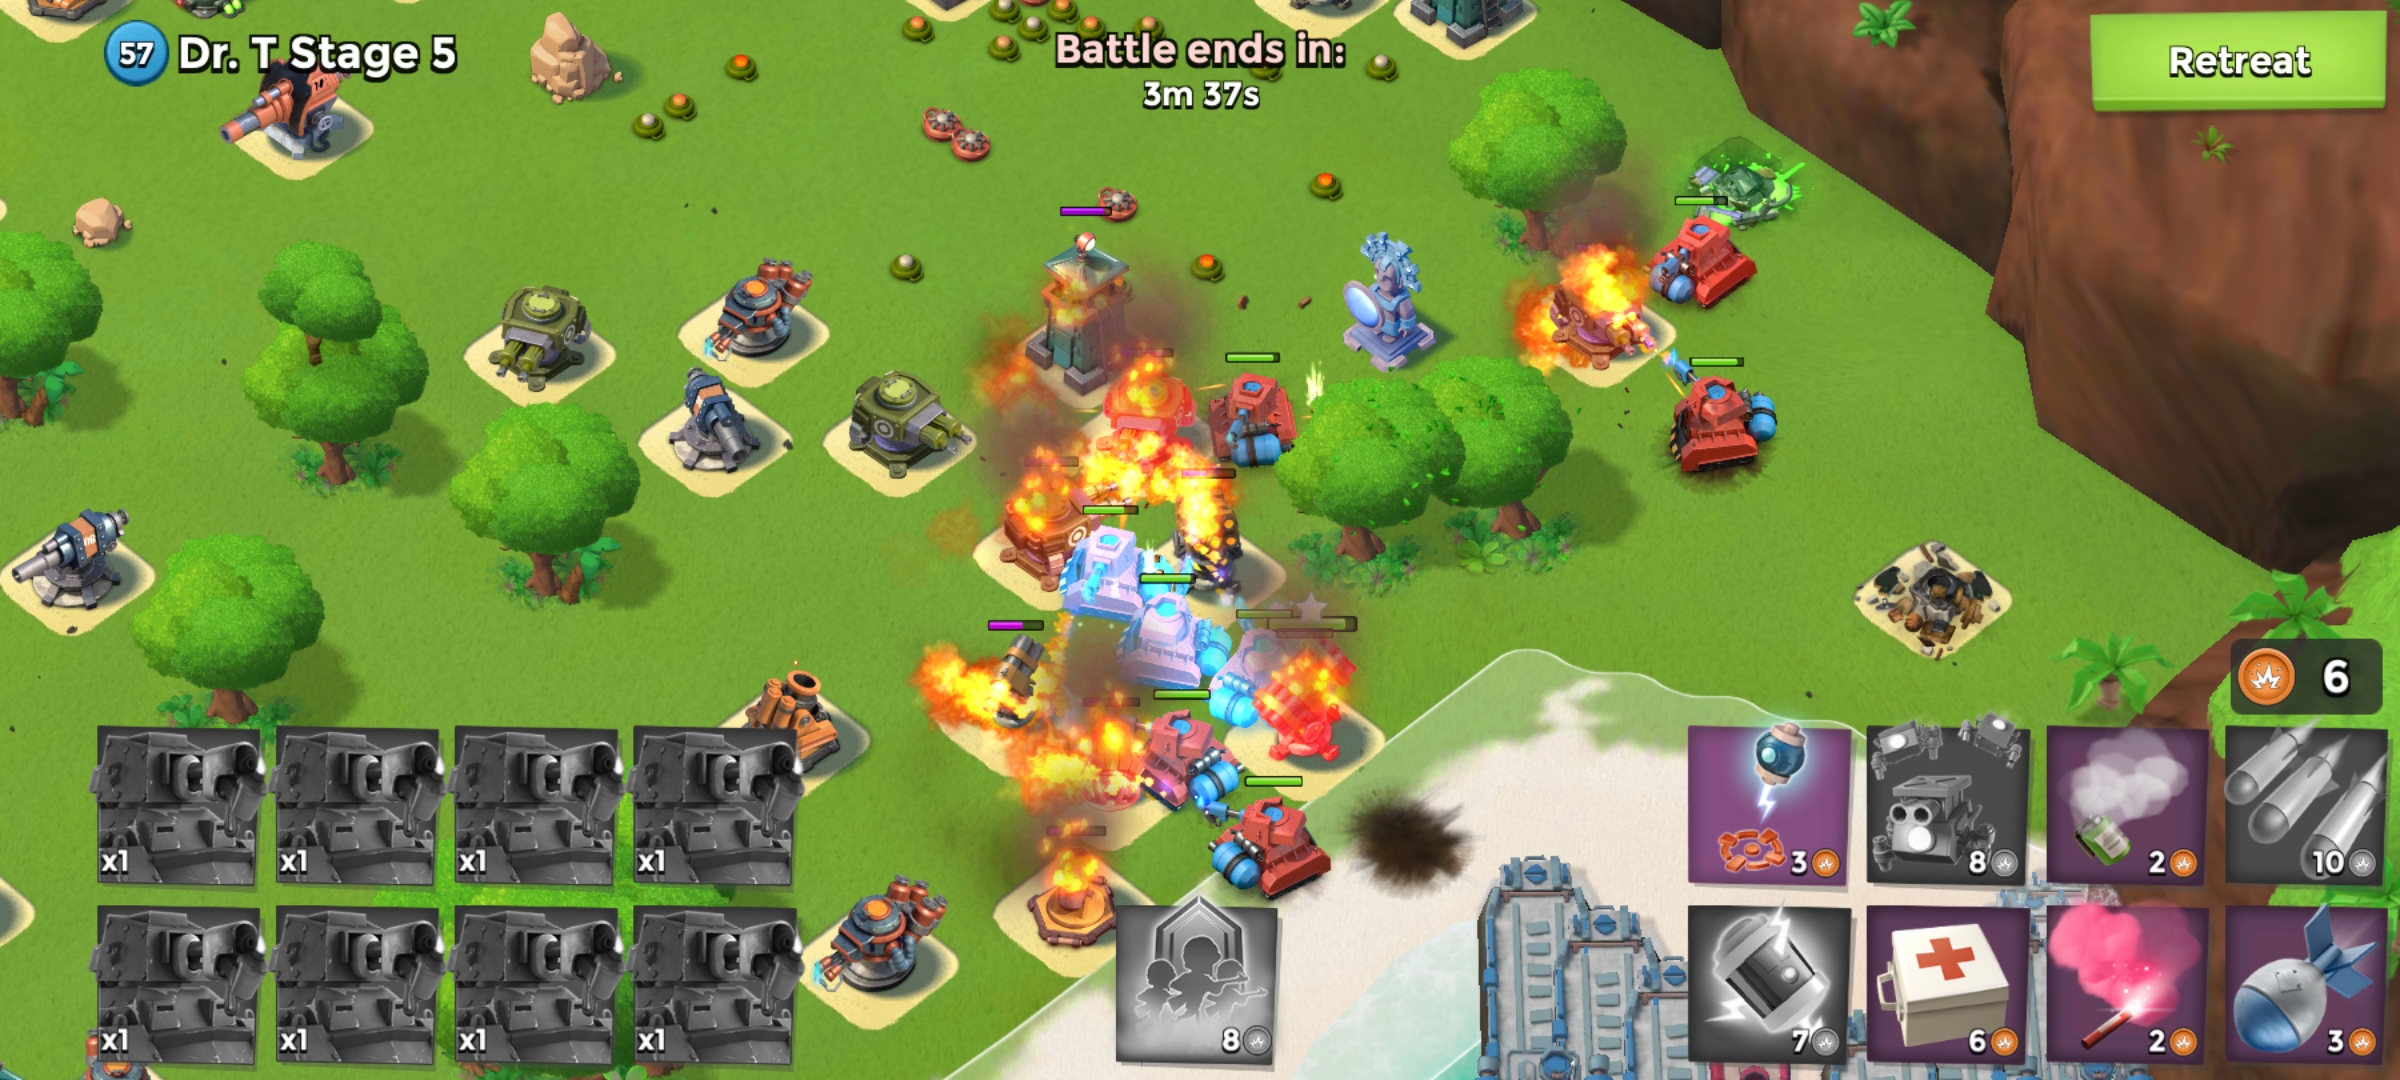 57 Dr. T Stage 5
Battle ends in:
3m 37s
Retreat
6
x1 x1 x1 x1
3 8 2 10
x1 x1 x1 x1
8
7 6 2 3